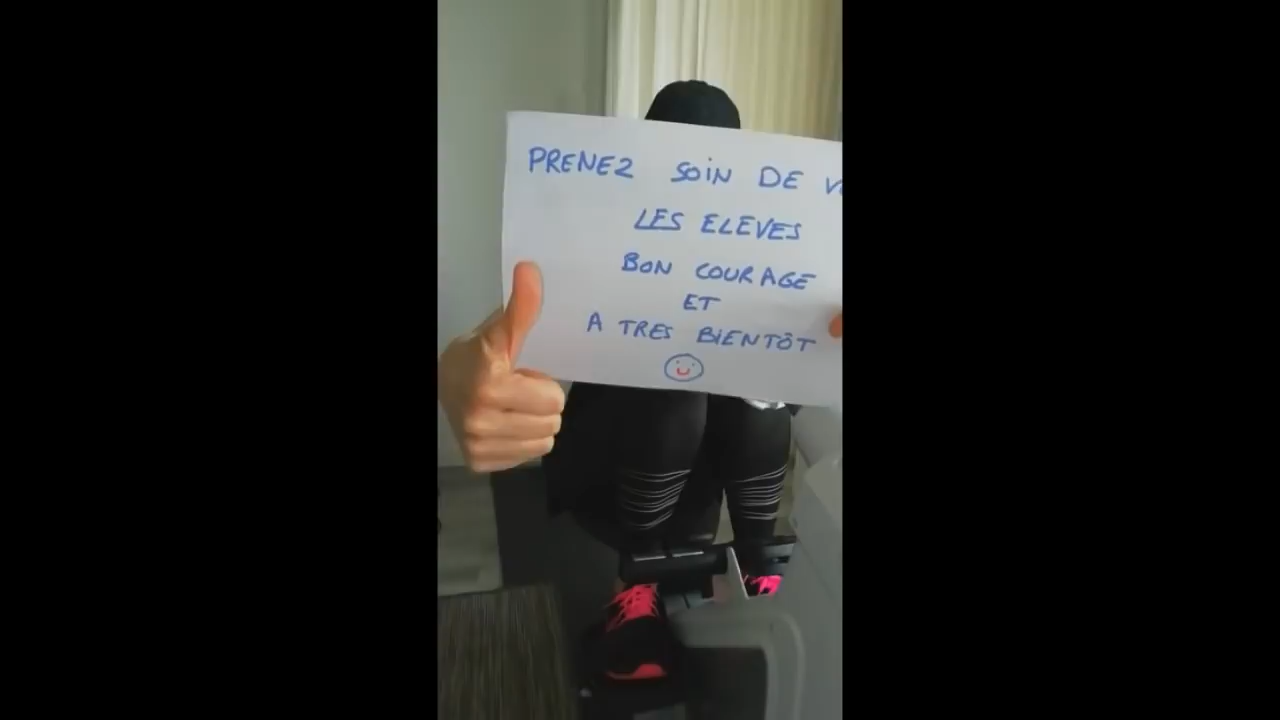 PRENEZ SOIN DE
LES ELEVES
BON COURAGE
ET
A TRES BIENTÔT